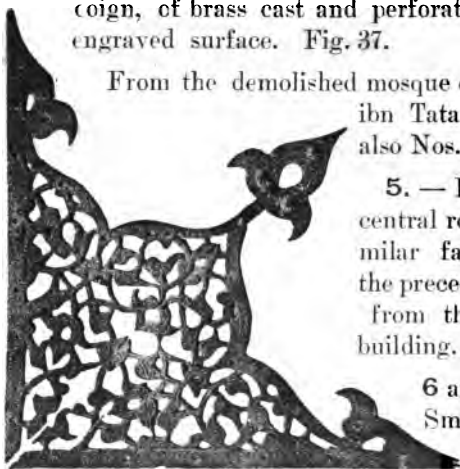 coign, of brass cast and perforat
engraved surface. Fig. 37.
From the demolished mosque
ibn Tata
also Nos.
5. —
central re
milar fa
the prece
from th
building.
6 a
Sm